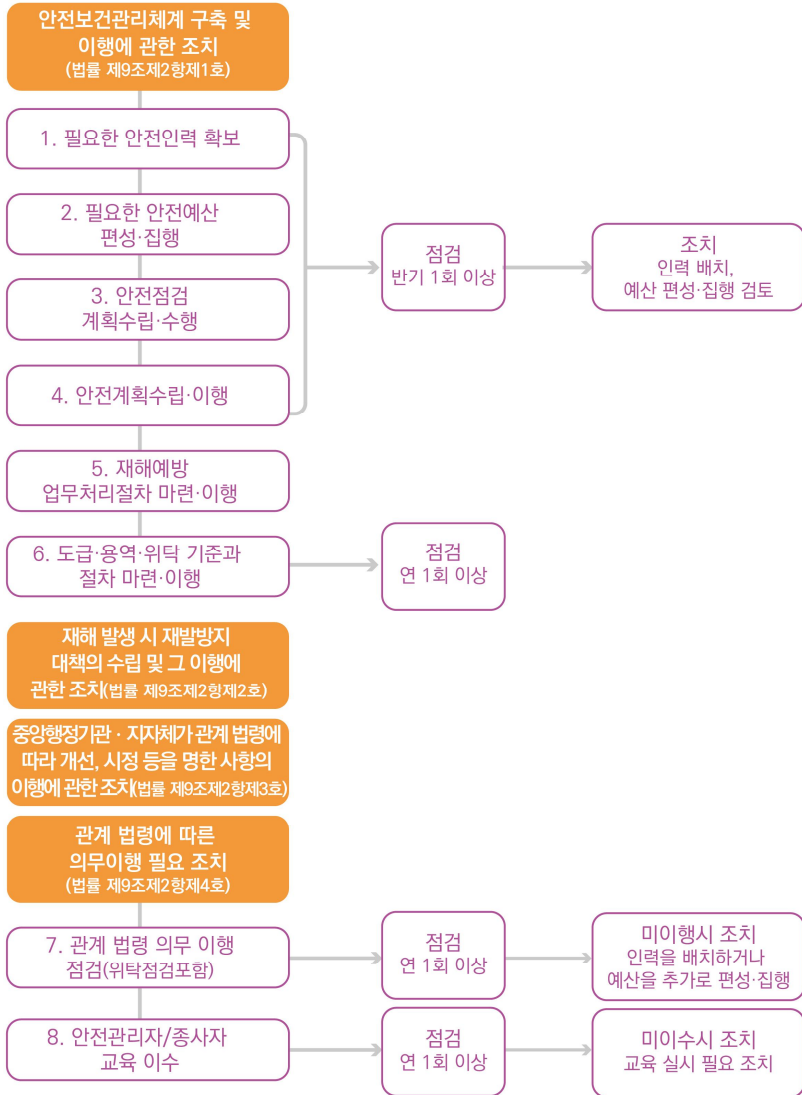 안전보건관리체계 구축 및
이행에 관한 조치
(법률 제9조제2항제1호)
1. 필요한 안전인력 확보
2. 필요한 안전예산
편성·집행
3. 안전점검
계획수립·수행
4. 안전계획수립·이행
점검
반기 1회 이상
조치
인력 배치,
예산 편성·집행 검토
5. 재해예방
업무처리절차 마련·이행
6. 도급·용역·위탁 기준과
절차 마련·이행
점검
연 1회 이상
재해 발생 시 재발방지
대책의 수립 및 그 이행에
관한 조치(법률 제9조제2항제2호)
중앙행정기관 · 지자체가 관계 법령에
따라 개선, 시정 등을 명한 사항의
이행에 관한 조치(법률 제9조제2항제3호)
관계 법령에 따른
의무이행 필요 조치
(법률 제9조제2항제4호)
7. 관계 법령 의무 이행
점검(위탁점검포함)
점검
연 1회 이상
미이행시 조치
인력을 배치하거나
예산을 추가로 편성·집행
8. 안전관리자/종사자
교육 이수
점검
연 1회 이상
미이수시 조치
교육 실시 필요 조치